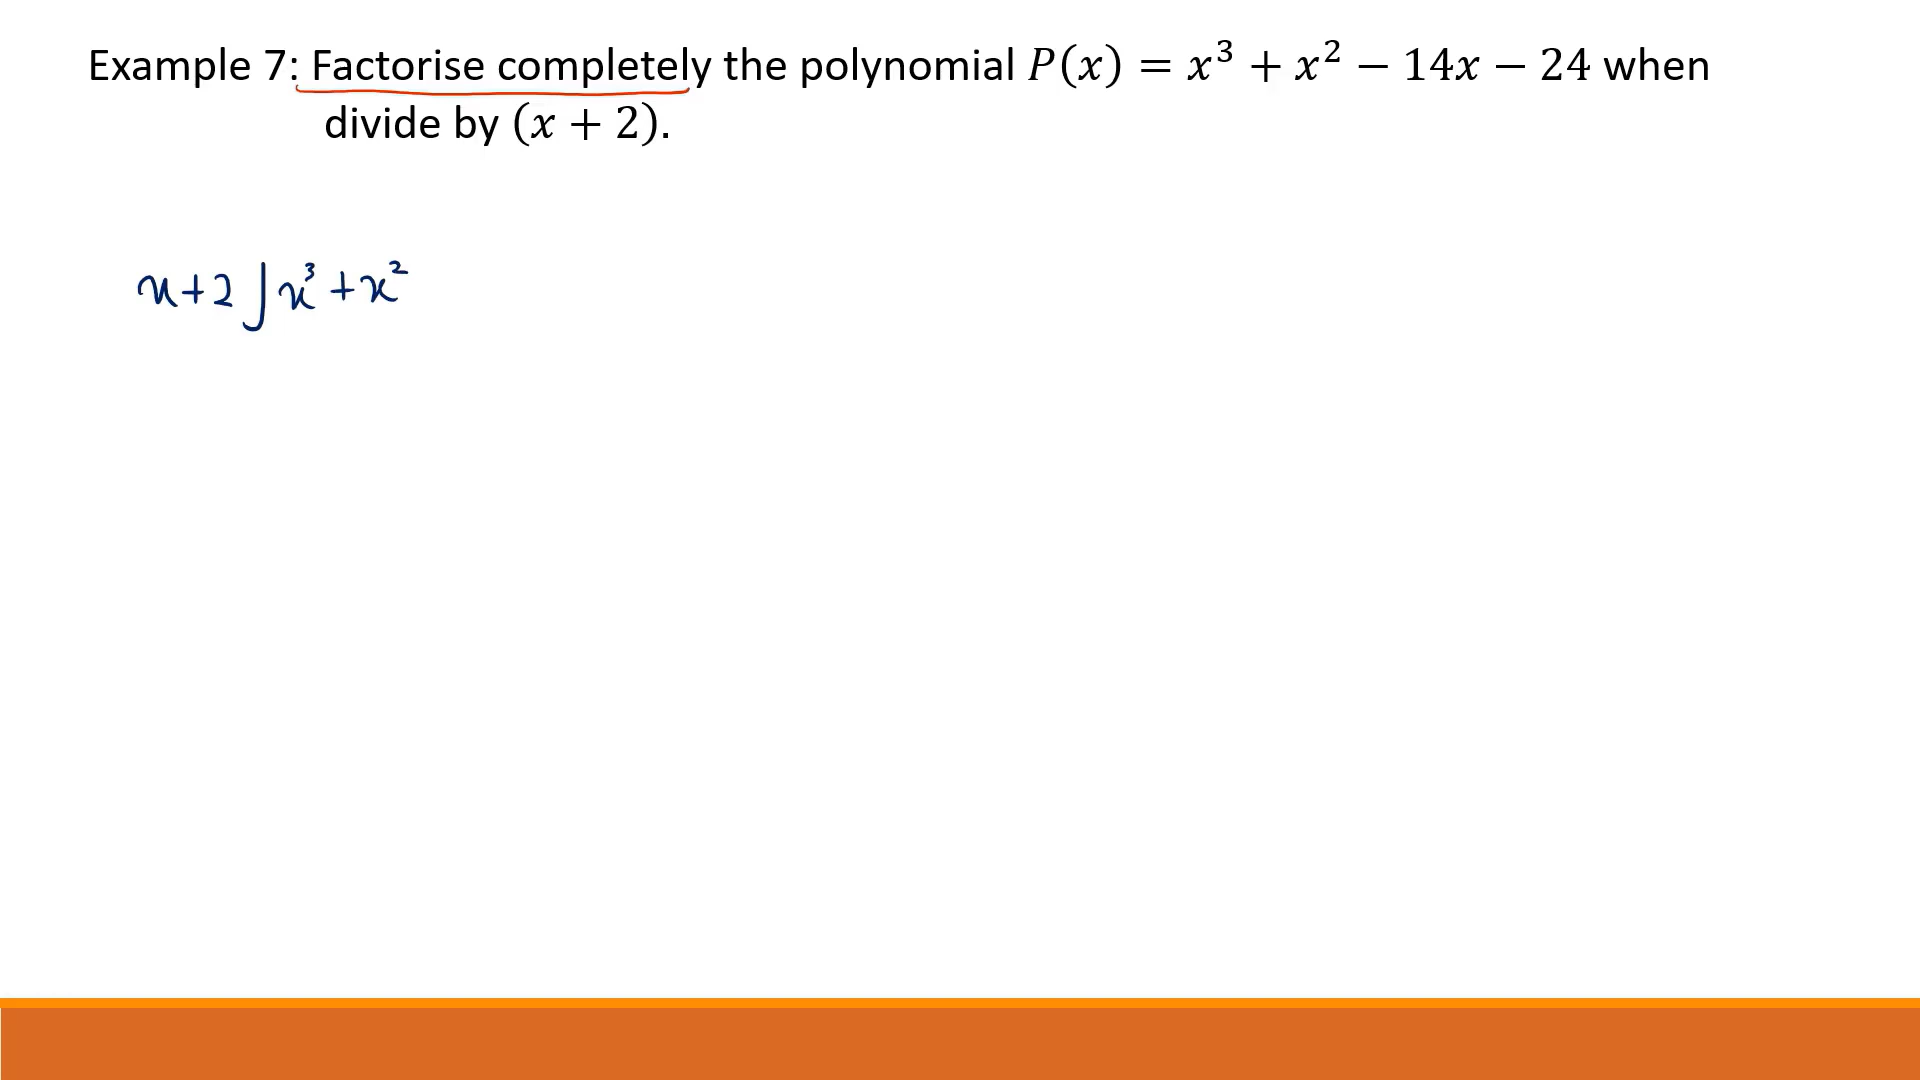 Example 7: Factorise completely the polynomial 𝑃(𝑥) = 𝑥³ + 𝑥² − 14𝑥 − 24 when
divide by (𝑥 + 2).
x+2 ⌡ x³ + x²